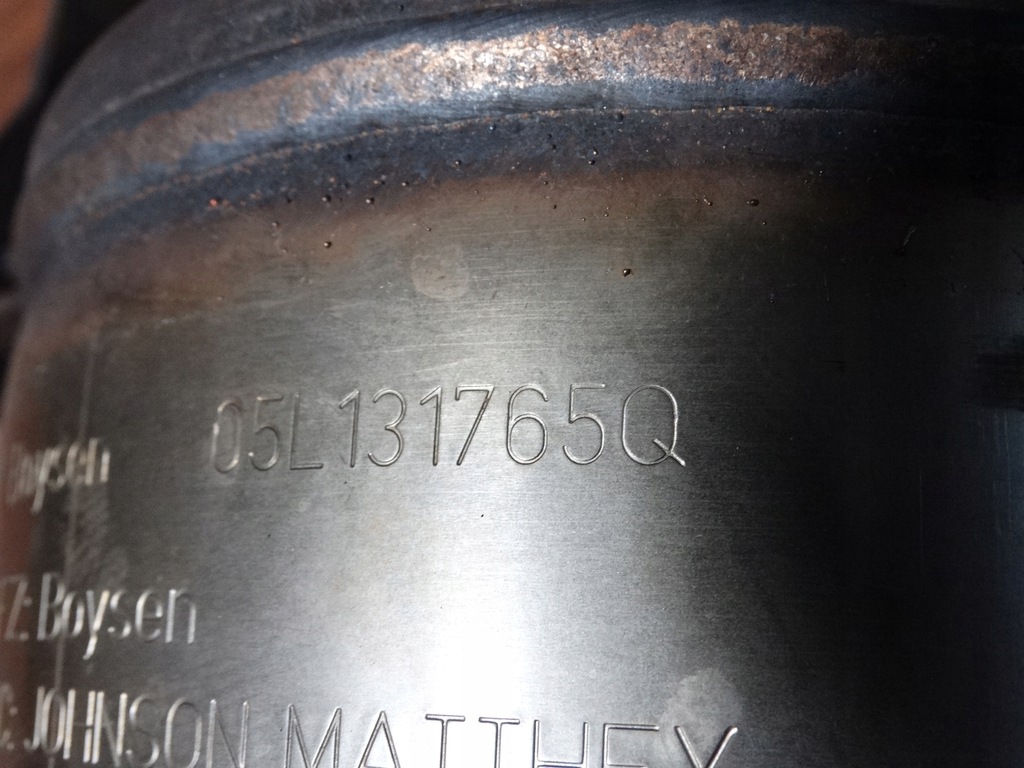 05L131765Q
Boysen
Z: Boysen
: JOHNSON MATTHEY